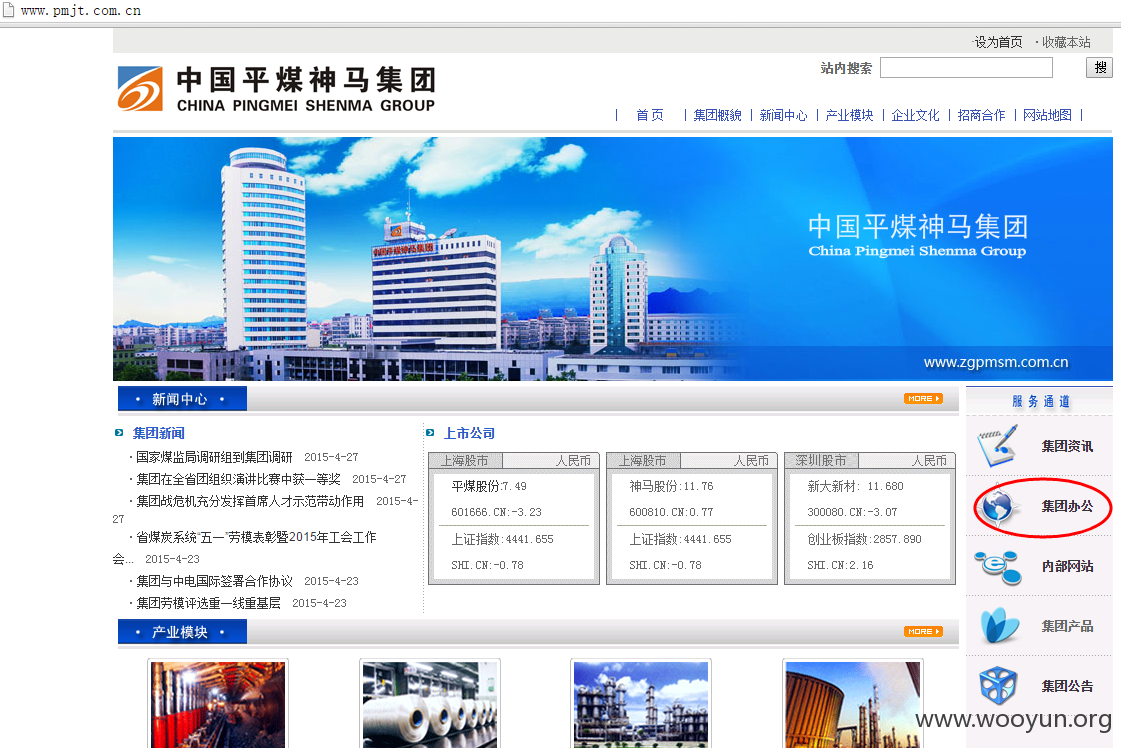 www.pmjt.com.cn
·设为首页 ·收藏本站
站内搜索 搜
中国平煤神马集团
CHINA PINGMEI SHENMA GROUP
| 首 页 | 集团概貌 | 新闻中心 | 产业模块 | 企业文化 | 招商合作 | 网站地图 |
中国平煤神马集团
China Pingmei Shenma Group
中国平煤神马集团
www.zgpmsm.com.cn
· 新闻中心 · MORE
服务通道
集团新闻
·国家煤监局调研组到集团调研 2015-4-27
·集团在全省团组织演讲比赛中获一等奖 2015-4-27
·集团战危机充分发挥首席人才示范带动作用 2015-4-
27
·省煤炭系统“五一”劳模表彰暨2015年工会工作
会... 2015-4-23
·集团与中电国际签署合作协议 2015-4-23
·集团劳模评选重一线重基层 2015-4-23
上市公司
上海股市 人民币
平煤股份:7.49
601666.CN:-3.23
上证指数:4441.655
SHI.CN:-0.78
上海股市 人民币
神马股份:11.76
600810.CN:0.77
上证指数:4441.655
SHI.CN:-0.78
深圳股市 人民币
新大新材: 11.680
300080.CN:-3.07
创业板指数:2857.890
SHI.CN:2.16
集团资讯
集团办公
内部网站
集团产品
集团公告
· 产业模块 · MORE
www.wooyun.org